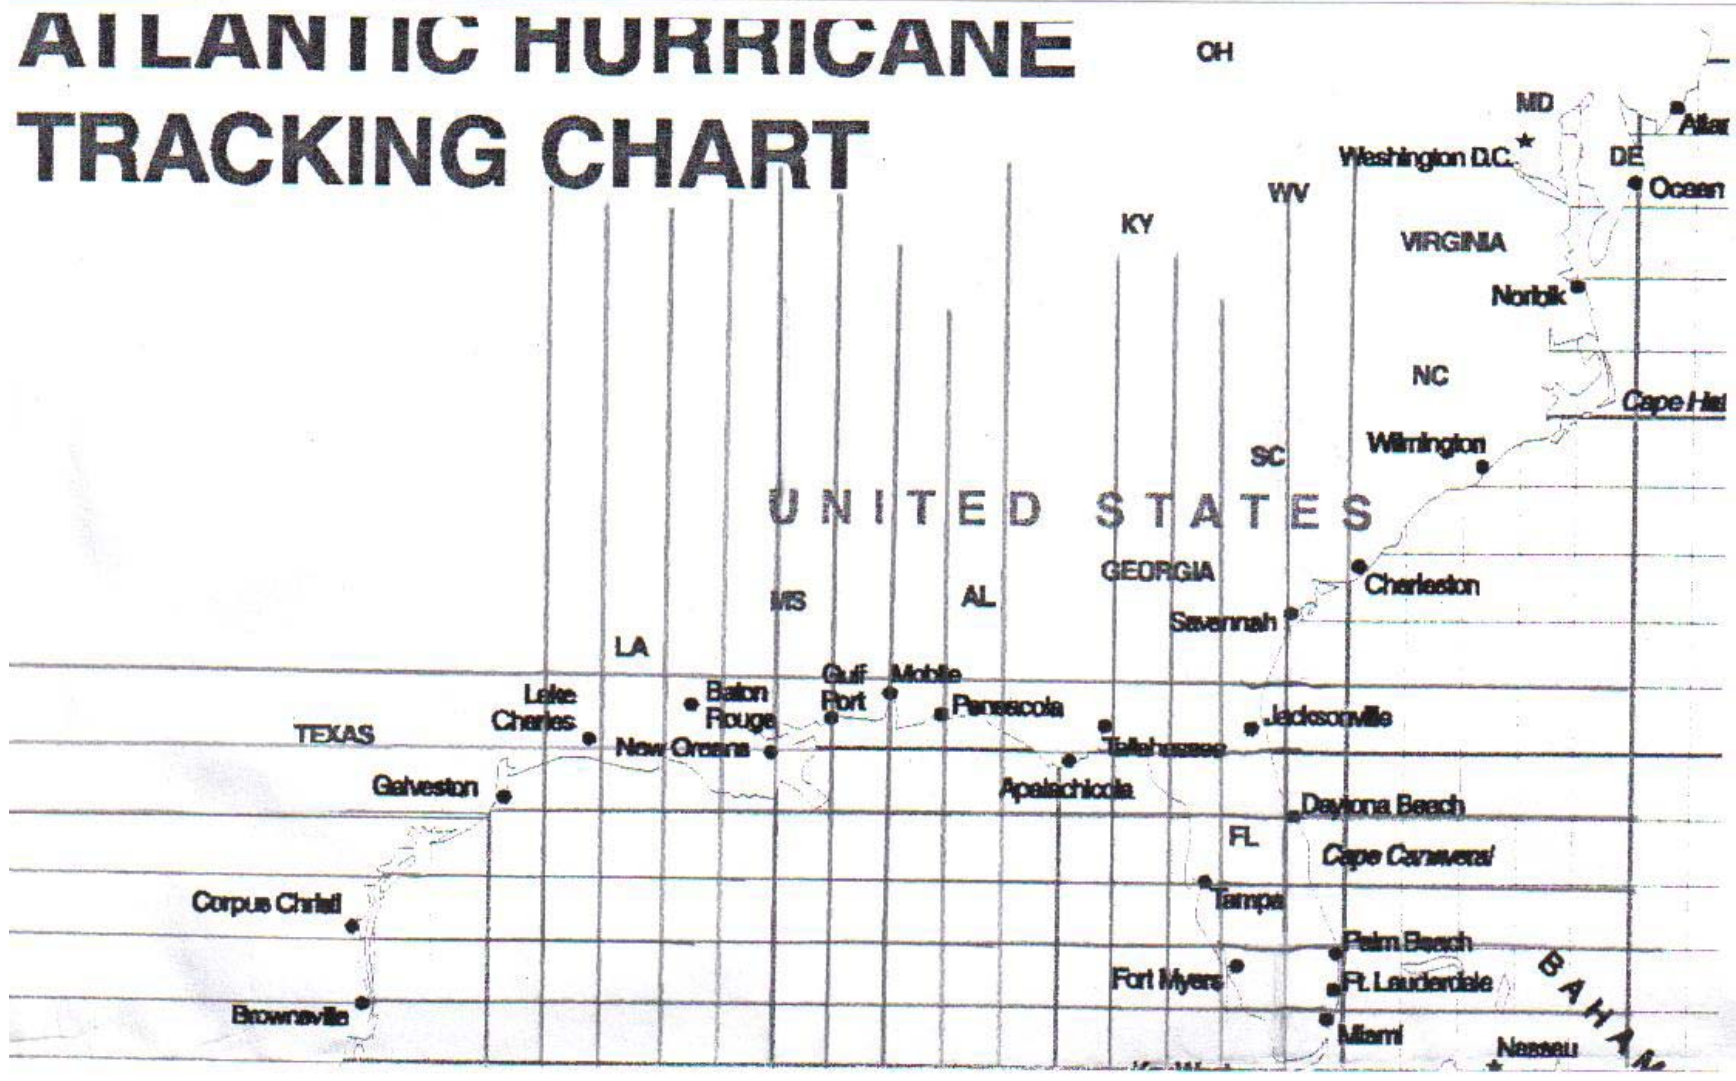 ATLANTIC HURRICANE
TRACKING CHART
OH
MD
Washington D.C.
DE
Ocean
WV
KY
VIRGINIA
Norfolk
NC
Cape
Wilmington
SC
UNITED STATES
GEORGIA
Charleston
MS
AL
Savannah
LA
Gulf
Port
Mobile
Lake
Charles
Baton
Rouge
Pensacola
Jacksonville
TEXAS
New Orleans
Tallahassee
Galveston
Apalachicola
Daytona Beach
FL
Cape Canaveral
Corpus Christi
Tampa
Palm Beach
Fort Myers
Ft. Lauderdale
BAHAM
Brownsville
Miami
Nassau